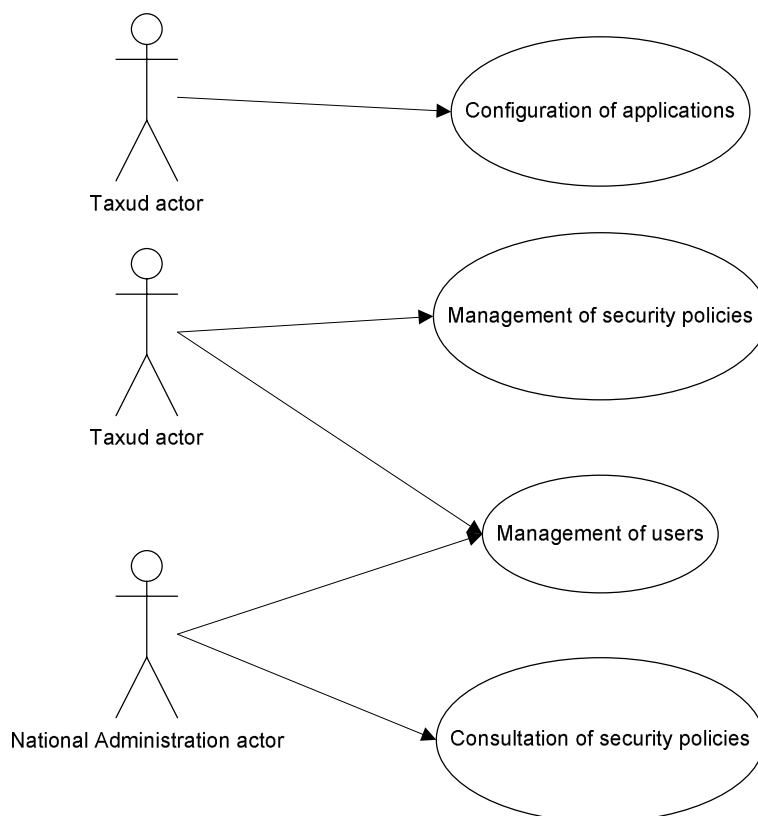 Configuration of applications
Taxud actor
Management of security policies
Taxud actor
Management of users
National Administration actor
Consultation of security policies